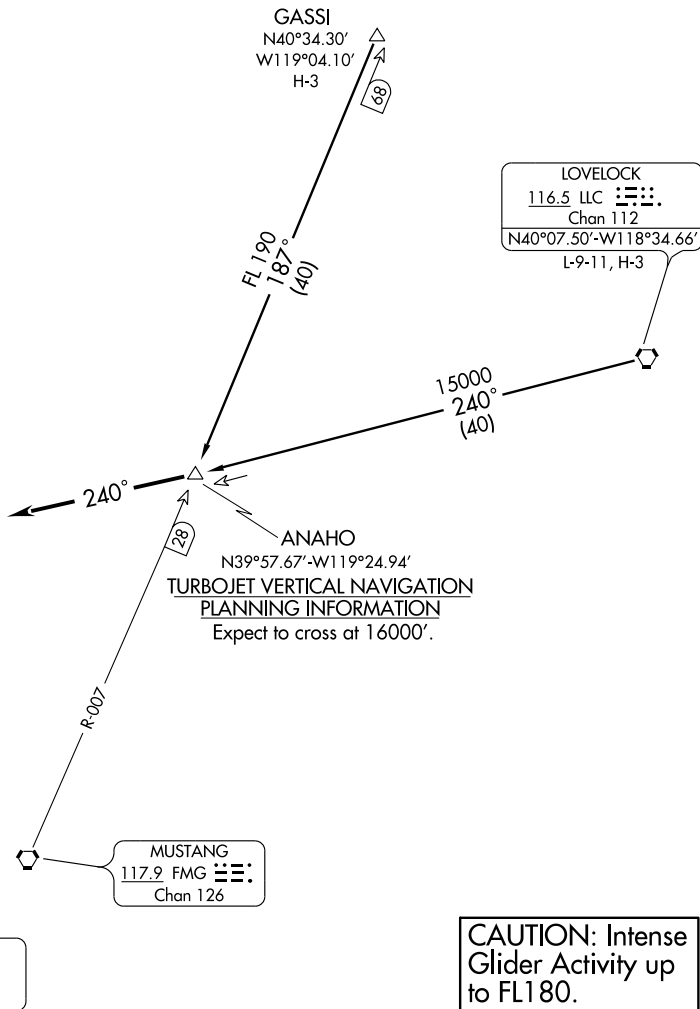 GASSI
N40°34.30’
W119°04.10’
H-3
68
FL 190
187°
(40)
LOVELOCK
116.5 LLC
Chan 112
N40°07.50’-W118°34.66’
L-9-11, H-3
15000
240°
(40)
240°
28
R-007
ANAHO
N39°57.67’-W119°24.94’
TURBOJET VERTICAL NAVIGATION
PLANNING INFORMATION
Expect to cross at 16000’.
MUSTANG
117.9 FMG
Chan 126
CAUTION: Intense
Glider Activity up
to FL180.